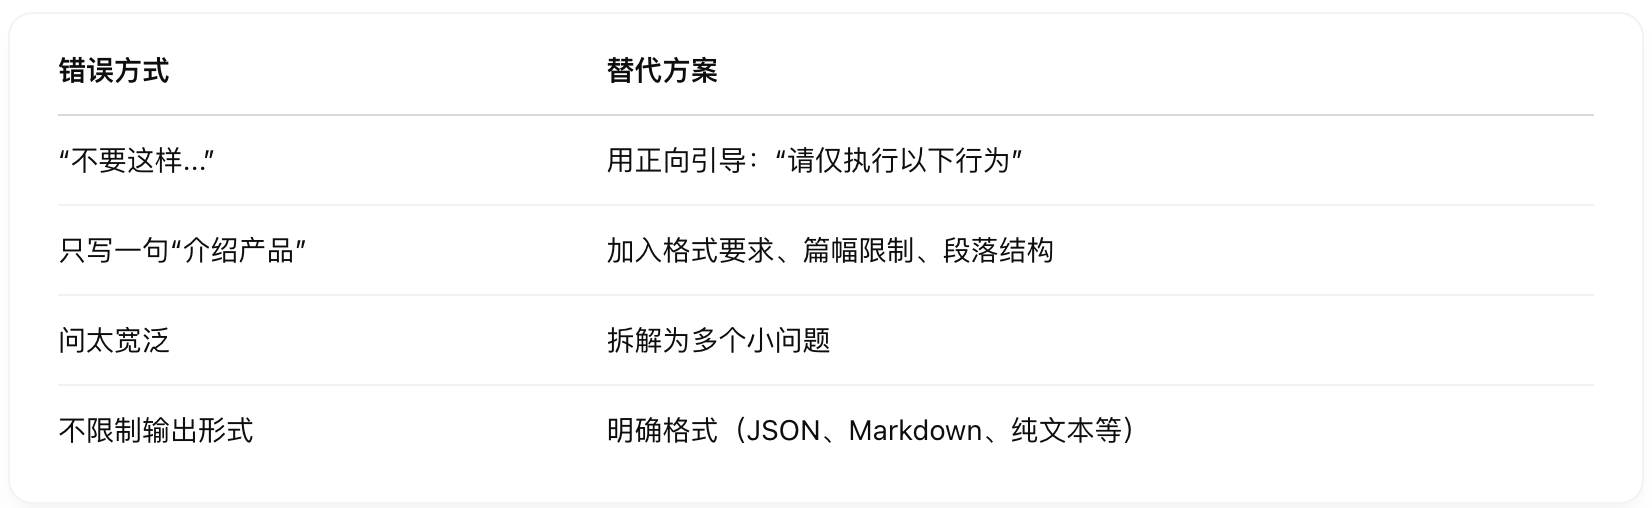 错误方式 替代方案
“不要这样...” 用正向引导：“请仅执行以下行为”
只写一句“介绍产品” 加入格式要求、篇幅限制、段落结构
问太宽泛 拆解为多个小问题
不限制输出形式 明确格式（JSON、Markdown、纯文本等）